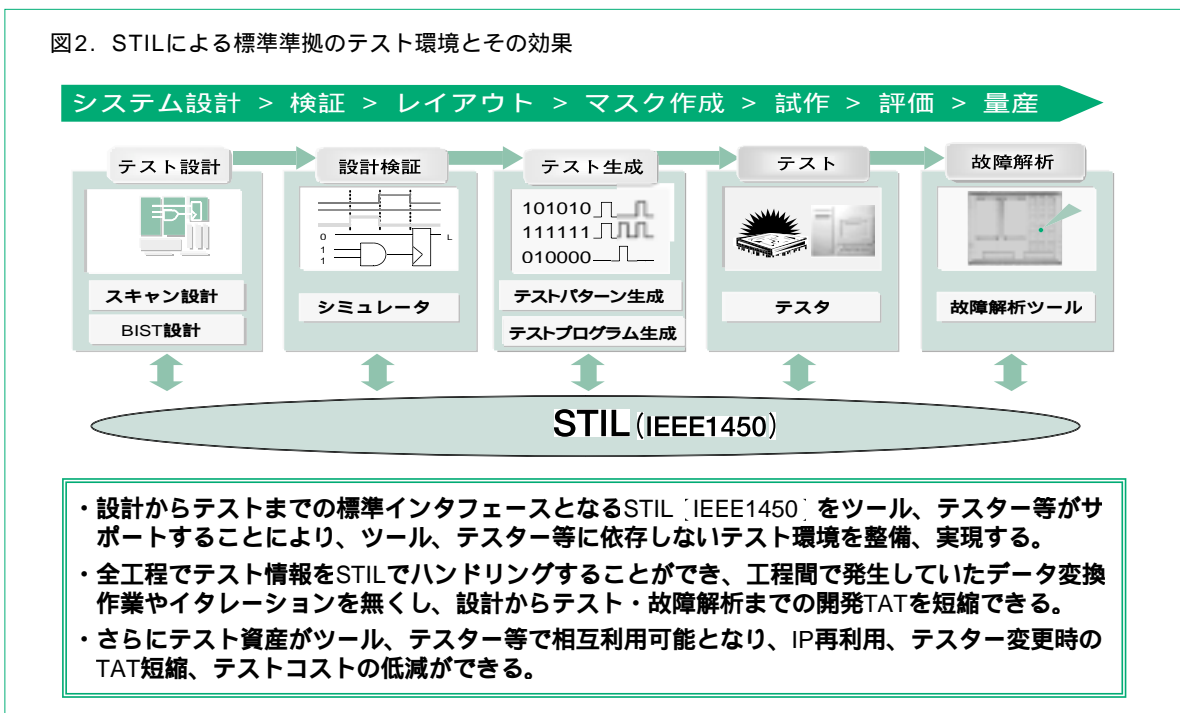 図2. STILによる標準準拠のテスト環境とその効果
システム設計 > 検証 > レイアウト > マスク作成 > 試作 > 評価 > 量産
テスト設計
設計検証
テスト生成
テスト
故障解析
0
1
1
L
101010
111111
010000
スキャン設計
BIST設計
シミュレータ
テストパターン生成
テストプログラム生成
テスタ
故障解析ツール
STIL(IEEE1450)
・設計からテストまでの標準インタフェースとなるSTIL［IEEE1450］をツール、テスター等がサ
ポートすることにより、ツール、テスター等に依存しないテスト環境を整備、実現する。
・全工程でテスト情報をSTILでハンドリングすることができ、工程間で発生していたデータ変換
作業やイタレーションを無くし、設計からテスト・故障解析までの開発TATを短縮できる。
・さらにテスト資産がツール、テスター等で相互利用可能となり、IP再利用、テスター変更時の
TAT短縮、テストコストの低減ができる。